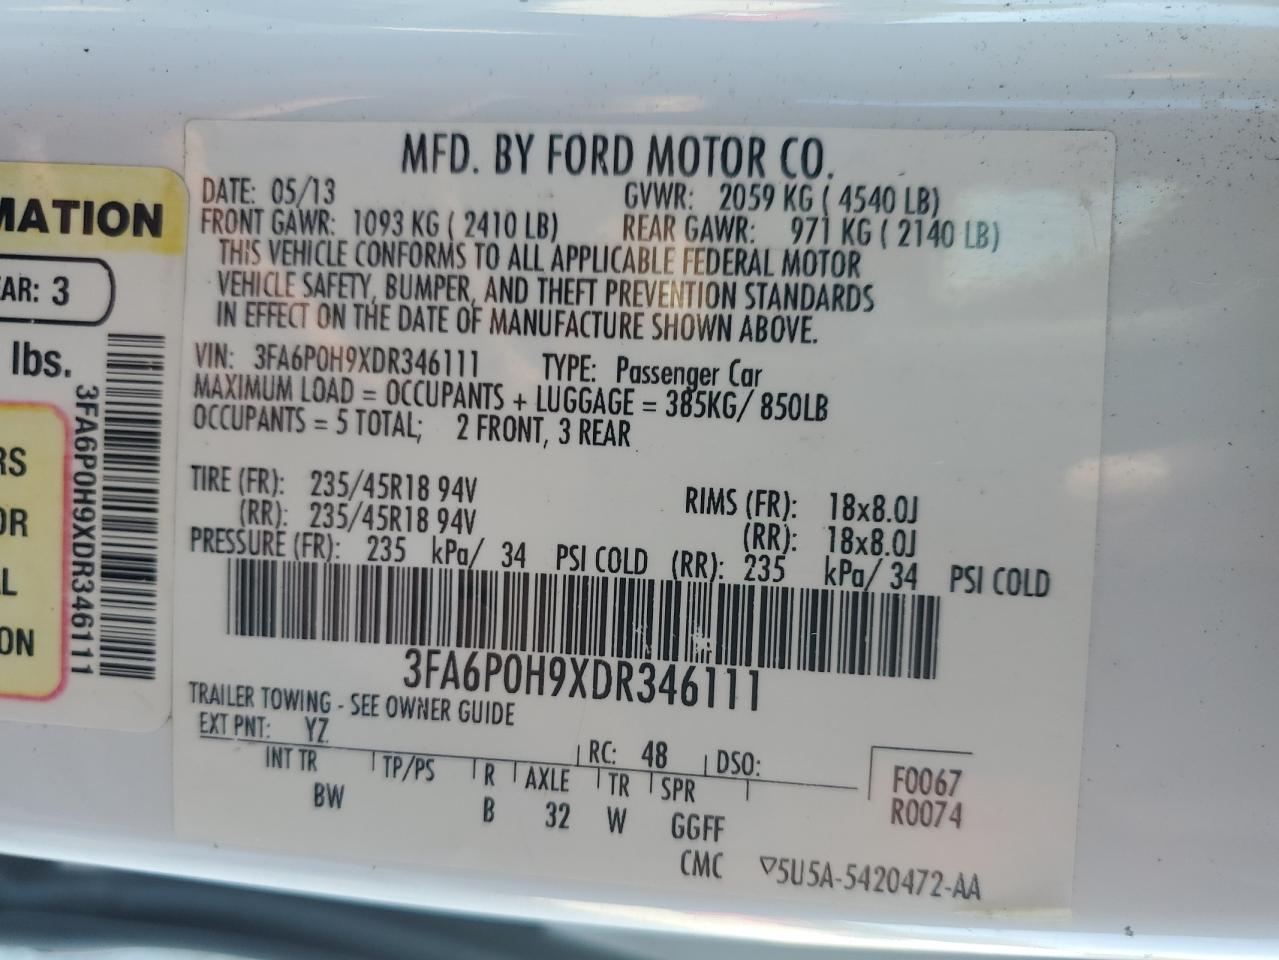 MFD. BY FORD MOTOR CO.
DATE: 05/13 GVWR: 2059 KG ( 4540 LB)
FRONT GAWR: 1093 KG ( 2410 LB) REAR GAWR: 971 KG ( 2140 LB)
THIS VEHICLE CONFORMS TO ALL APPLICABLE FEDERAL MOTOR
VEHICLE SAFETY, BUMPER, AND THEFT PREVENTION STANDARDS
IN EFFECT ON THE DATE OF MANUFACTURE SHOWN ABOVE.
VIN: 3FA6P0H9XDR346111 TYPE: Passenger Car
MAXIMUM LOAD = OCCUPANTS + LUGGAGE = 385KG/ 850LB
OCCUPANTS = 5 TOTAL; 2 FRONT, 3 REAR
TIRE (FR): 235/45R18 94V RIMS (FR): 18x8.0J
(RR): 235/45R18 94V (RR): 18x8.0J
PRESSURE (FR): 235 kPa/ 34 PSI COLD (RR): 235 kPa/ 34 PSI COLD
3FA6P0H9XDR346111
TRAILER TOWING - SEE OWNER GUIDE
EXT PNT: YZ RC: 48 DSO:
INT TR TP/PS R AXLE TR SPR
BW B 32 W GGFF
CMC
F0067
R0074
▽5U5A-5420472-AA
MATION
EAR: 3
lbs.
3FA6P0H9XDR346111
RS
OR
L
ON